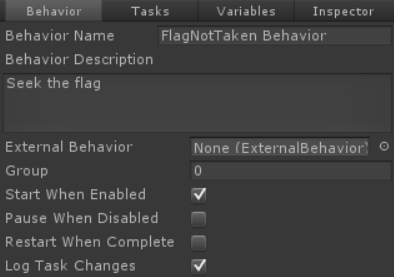 Behavior Tasks Variables Inspector
Behavior Name FlagNotTaken Behavior
Behavior Description
Seek the flag
External Behavior None (ExternalBehavior)
Group 0
Start When Enabled
Pause When Disabled
Restart When Complete
Log Task Changes